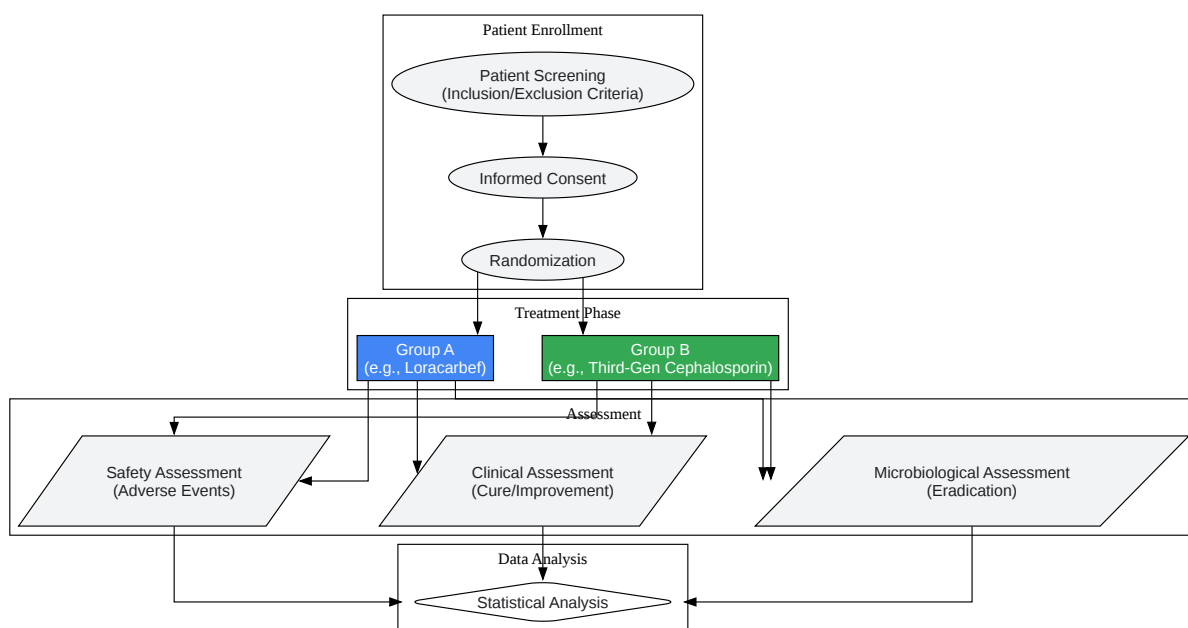 Patient Enrollment
Patient Screening
(Inclusion/Exclusion Criteria)
Informed Consent
Randomization
Treatment Phase
Group A
(e.g., Loracarbef)
Group B
(e.g., Third-Gen Cephalosporin)
Assessment
Safety Assessment
(Adverse Events)
Clinical Assessment
(Cure/Improvement)
Microbiological Assessment
(Eradication)
Data Analysis
Statistical Analysis